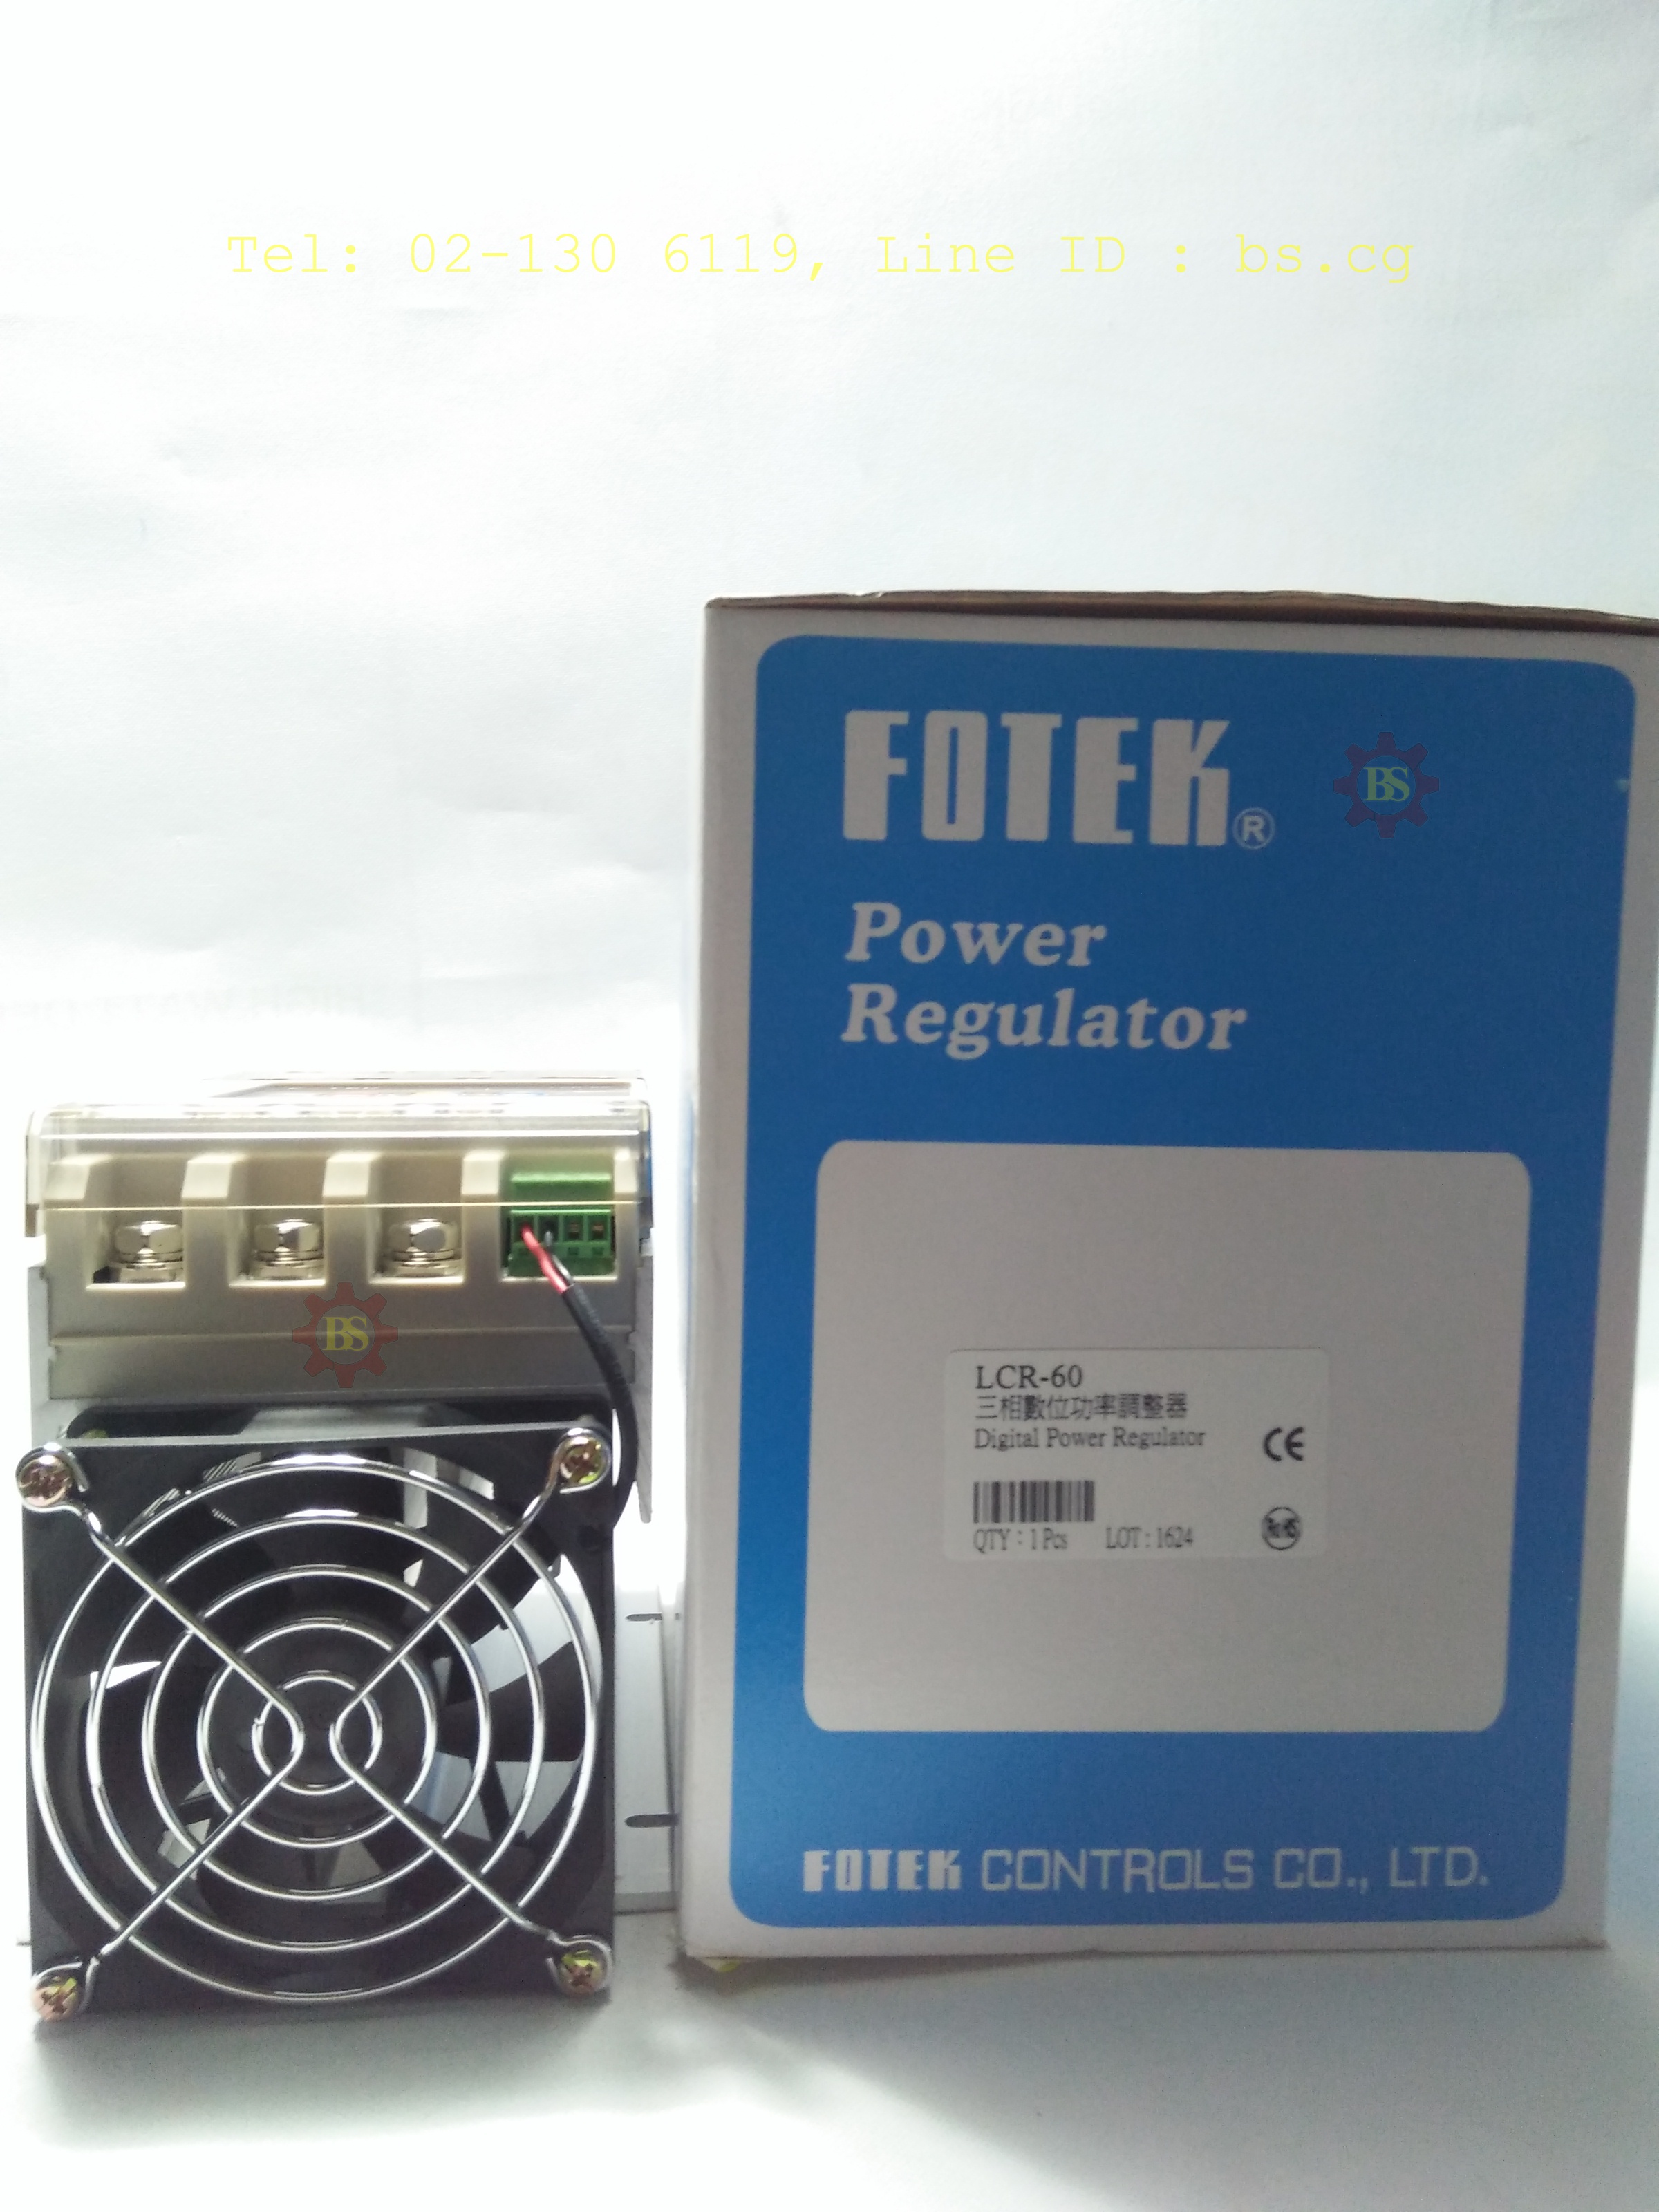 Tel: 02-130 6119, Line ID : bs.cg
FOTEK®
BS
Power
Regulator
BS
LCR-60
三相數位功率調整器
Digital Power Regulator
CE
QTY : 1 Pcs LOT : 1624
RoHS
FOTEK CONTROLS CO., LTD.